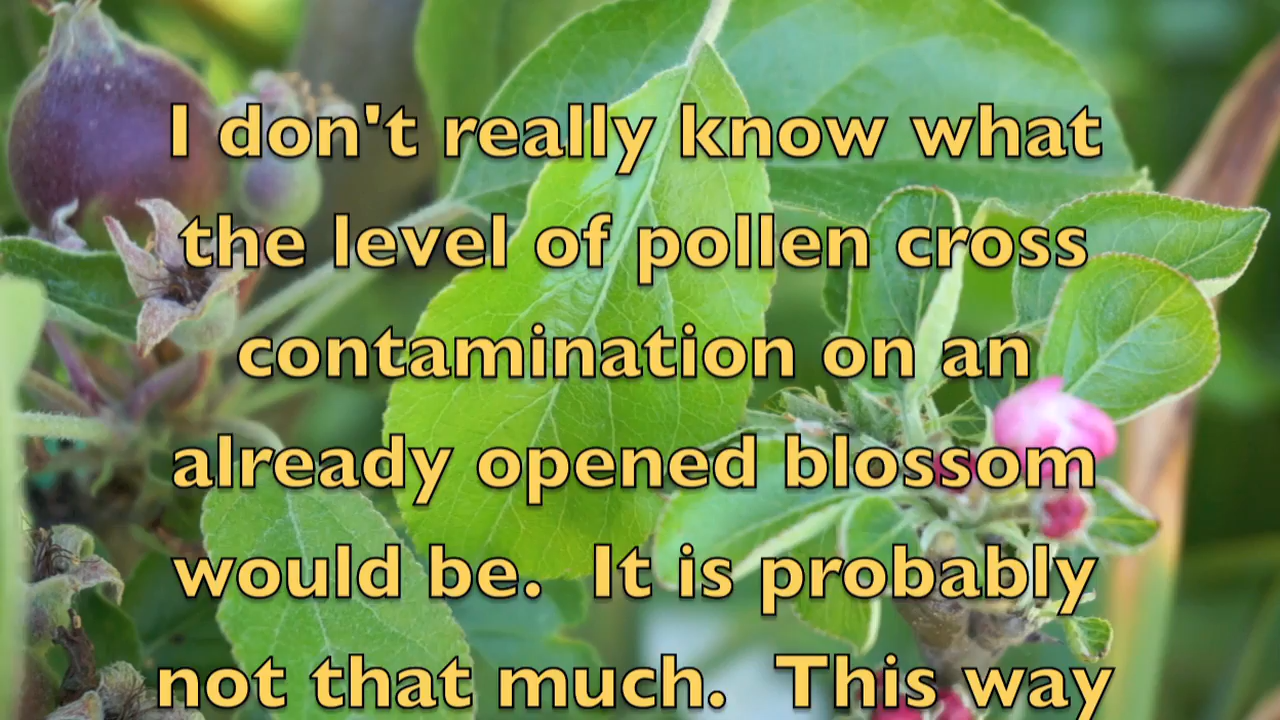 I don't really know what
the level of pollen cross
contamination on an
already opened blossom
would be.  It is probably
not that much.  This way